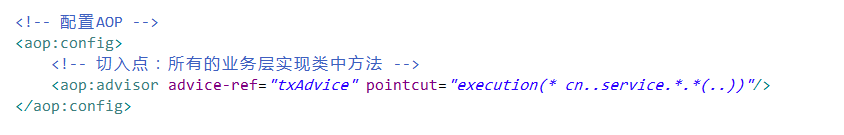 <!-- 配置AOP -->
<aop:config>
<!-- 切入点：所有的业务层实现类中方法 -->
<aop:advisor advice-ref="txAdvice" pointcut="execution(* cn..service.*.*(..))"/>
</aop:config>